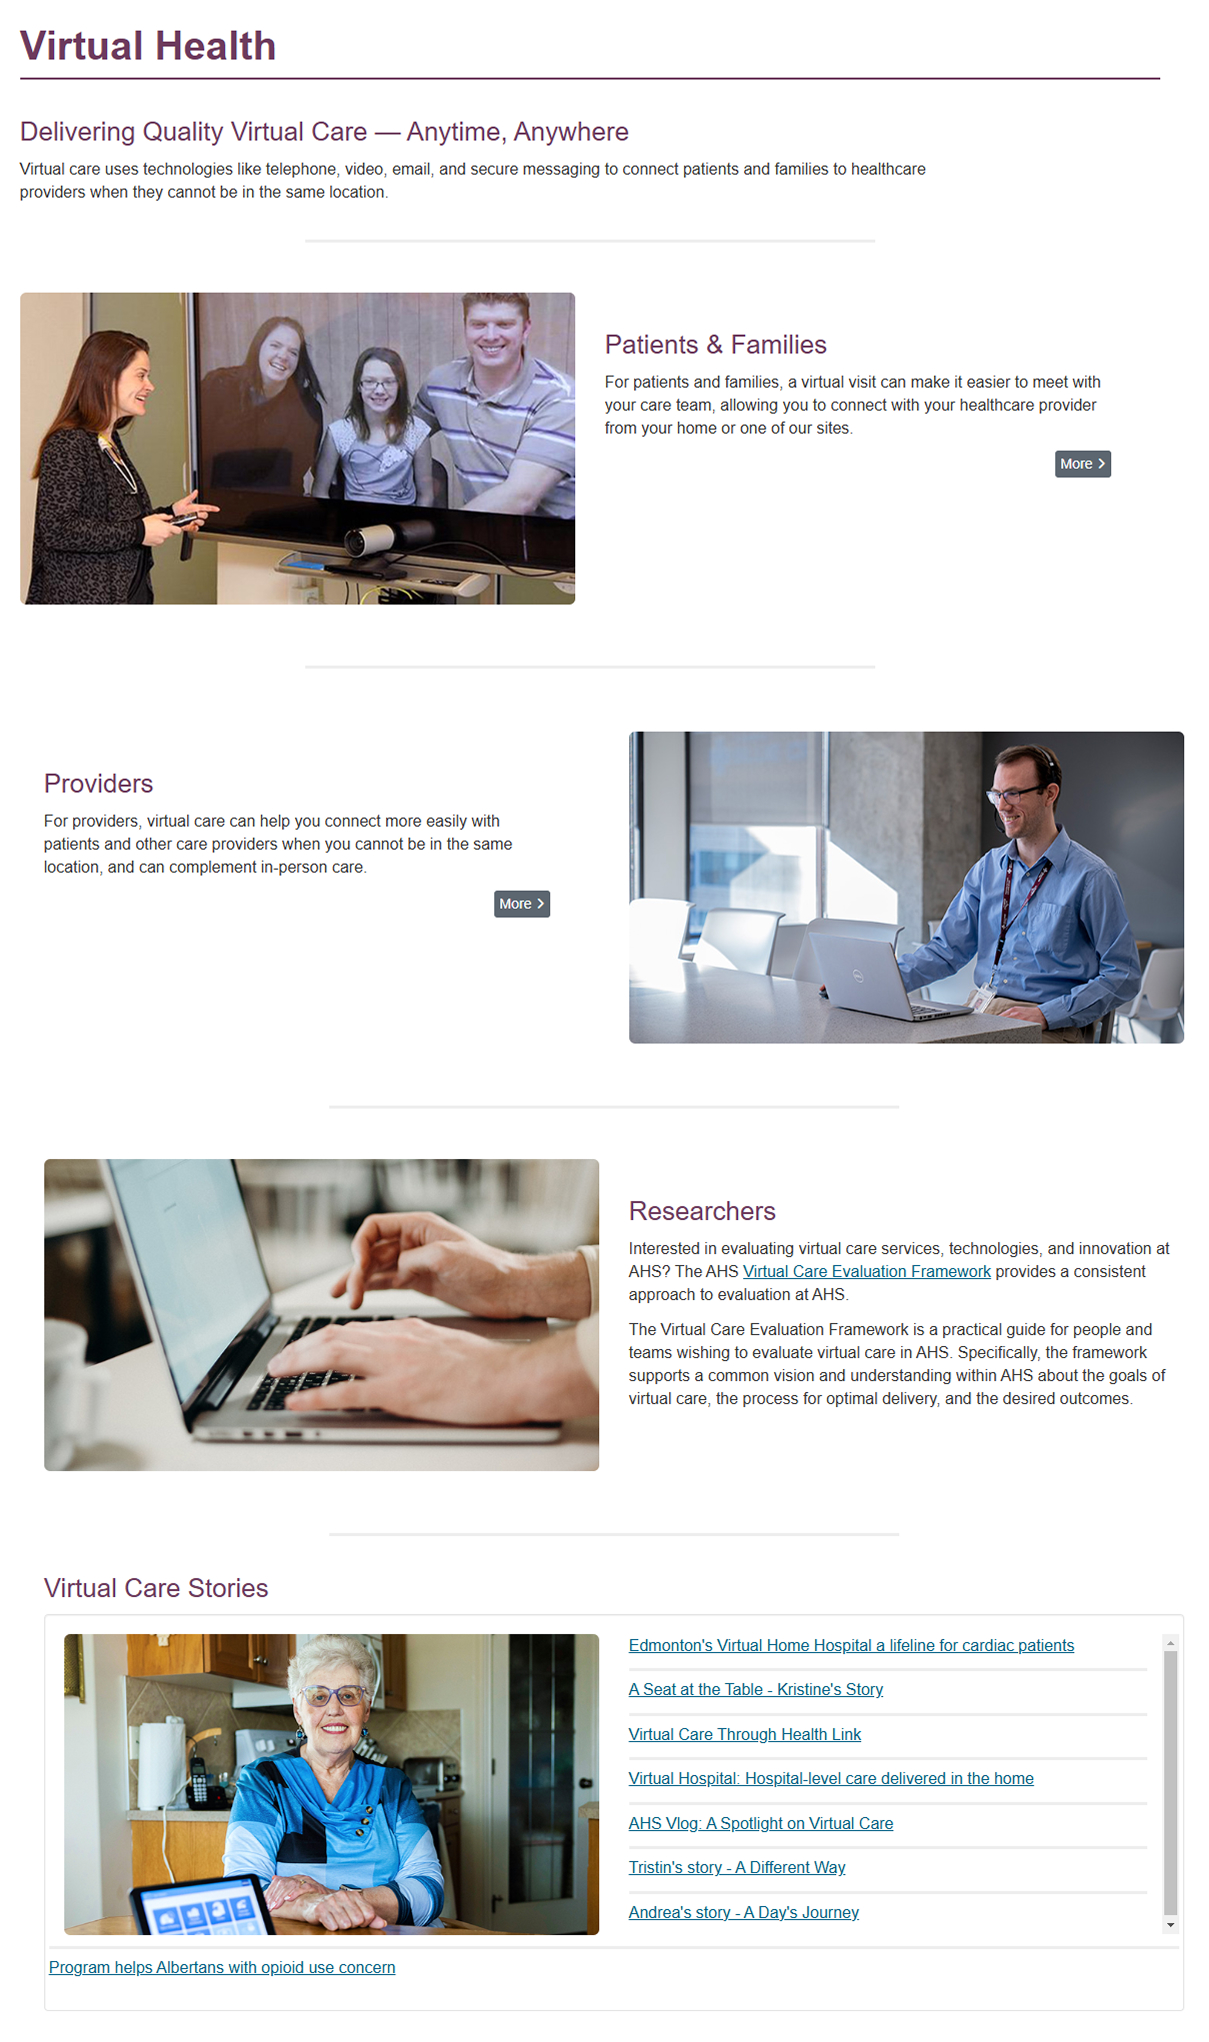 Virtual Health
Delivering Quality Virtual Care — Anytime, Anywhere
Virtual care uses technologies like telephone, video, email, and secure messaging to connect patients and families to healthcare
providers when they cannot be in the same location.
Patients & Families
For patients and families, a virtual visit can make it easier to meet with
your care team, allowing you to connect with your healthcare provider
from your home or one of our sites.
More
Providers
For providers, virtual care can help you connect more easily with
patients and other care providers when you cannot be in the same
location, and can complement in-person care.
More
Researchers
Interested in evaluating virtual care services, technologies, and innovation at
AHS? The AHS Virtual Care Evaluation Framework provides a consistent
approach to evaluation at AHS.
The Virtual Care Evaluation Framework is a practical guide for people and
teams wishing to evaluate virtual care in AHS. Specifically, the framework
supports a common vision and understanding within AHS about the goals of
virtual care, the process for optimal delivery, and the desired outcomes.
Virtual Care Stories
Edmonton's Virtual Home Hospital a lifeline for cardiac patients
A Seat at the Table - Kristine's Story
Virtual Care Through Health Link
Virtual Hospital: Hospital-level care delivered in the home
AHS Vlog: A Spotlight on Virtual Care
Tristin's story - A Different Way
Andrea's story - A Day's Journey
Program helps Albertans with opioid use concern